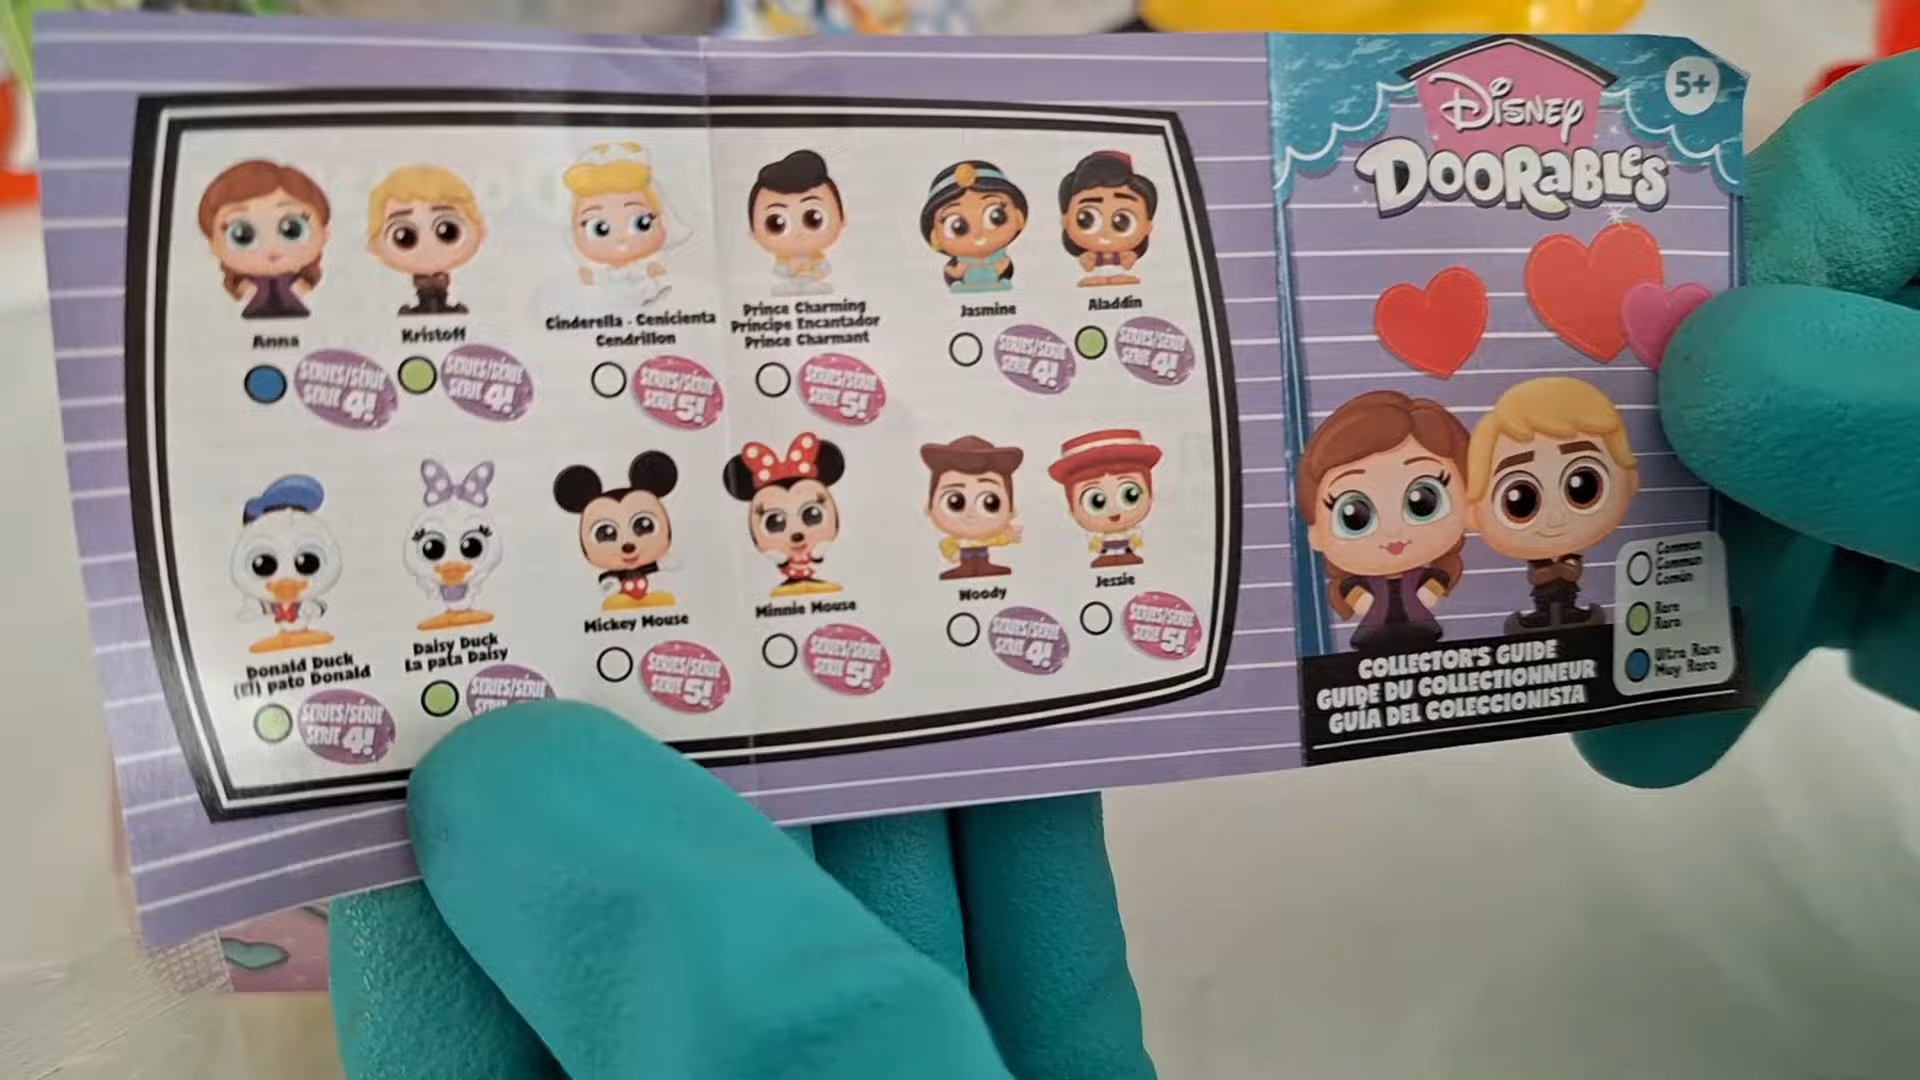 Anna
SERIES/SÉRIE
SERIE 4!
Kristoff
SERIES/SÉRIE
SERIE 4!
Cinderella - Cenicienta
Cendrillon
SERIES/SÉRIE
SERIE 5!
Prince Charming
Príncipe Encantador
Prince Charmant
SERIES/SÉRIE
SERIE 5!
Jasmine
SERIES/SÉRIE
SERIE 4!
Aladdin
SERIES/SÉRIE
SERIE 4!
Donald Duck
(El) pato Donald
SERIES/SÉRIE
SERIE 4!
Daisy Duck
La pata Daisy
SERIES/SÉRIE
Mickey Mouse
SERIES/SÉRIE
SERIE 5!
Minnie Mouse
SERIES/SÉRIE
SERIE 5!
Woody
SERIES/SÉRIE
SERIE 4!
Jessie
SERIES/SÉRIE
SERIE 5!
5+
DISNEY
DOORABLES
Common
Commun
Común
Rare
Raro
Ultra Rare
Muy Raro
COLLECTOR'S GUIDE
GUIDE DU COLLECTIONNEUR
GUÍA DEL COLECCIONISTA